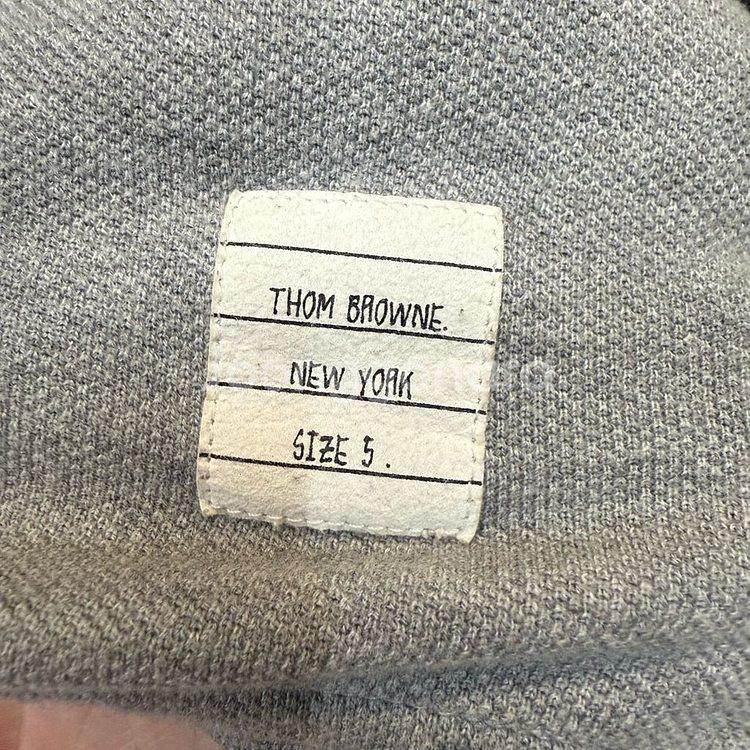 THOM BROWNE.
NEW YORK
SIZE 5.